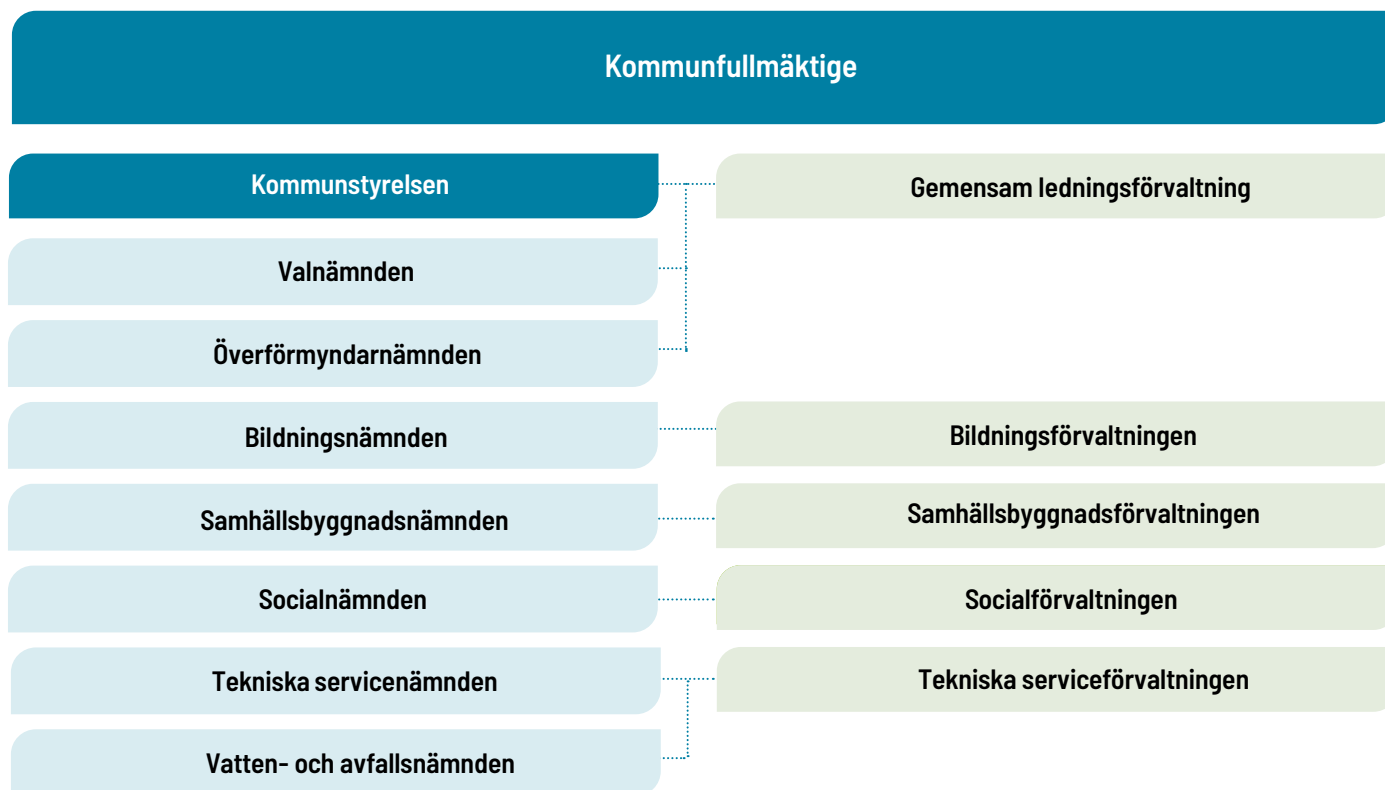 Kommunfullmäktige
Kommunstyrelsen
Gemensam ledningsförvaltning
Valnämnden
Överförmyndarnämnden
Bildningsnämnden
Bildningsförvaltningen
Samhällsbyggnadsnämnden
Samhällsbyggnadsförvaltningen
Socialnämnden
Socialförvaltningen
Tekniska servicenämnden
Tekniska serviceförvaltningen
Vatten- och avfallsnämnden